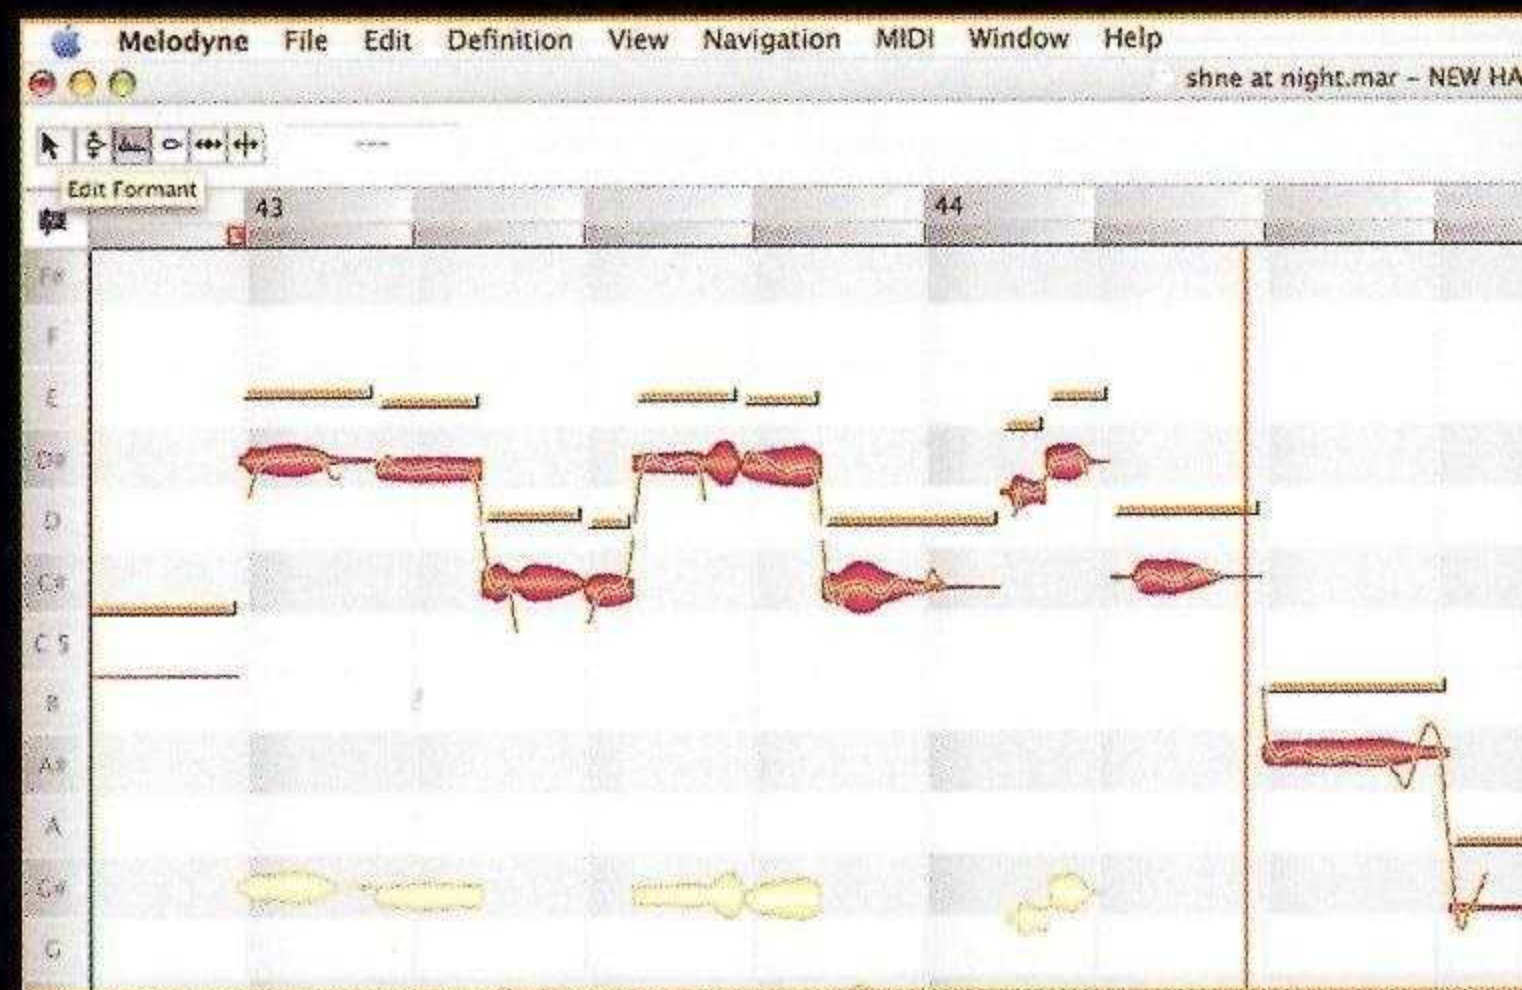 Melodyne File Edit Definition View Navigation MIDI Window Help
shne at night.mar – NEW HA
Edit Formant
43 44
F#
F
E
D#
D
C#
C 5
B
A#
A
G#
G